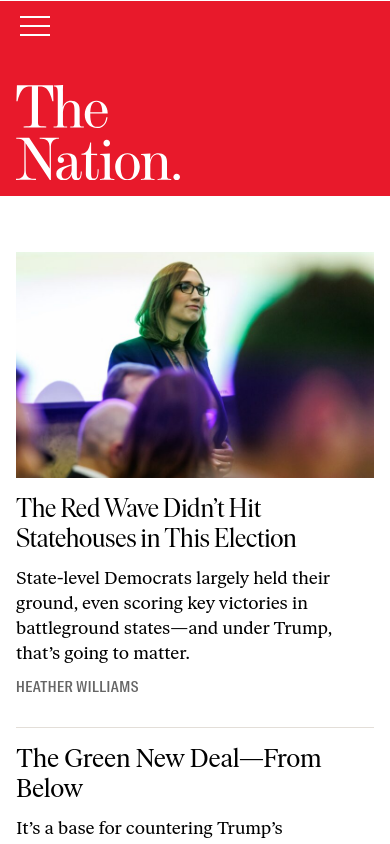 The
Nation.
The Red Wave Didn’t Hit
Statehouses in This Election
State-level Democrats largely held their
ground, even scoring key victories in
battleground states—and under Trump,
that’s going to matter.
HEATHER WILLIAMS
The Green New Deal—From
Below
It’s a base for countering Trump’s